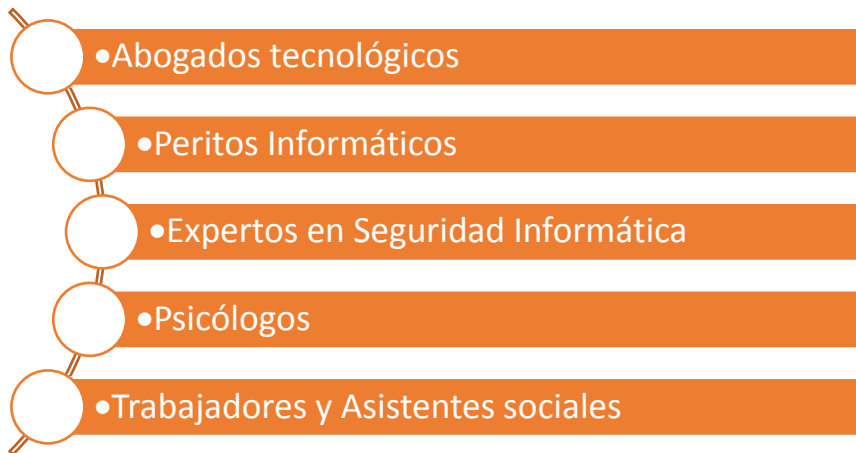 •Abogados tecnológicos
•Peritos Informáticos
•Expertos en Seguridad Informática
•Psicólogos
•Trabajadores y Asistentes sociales